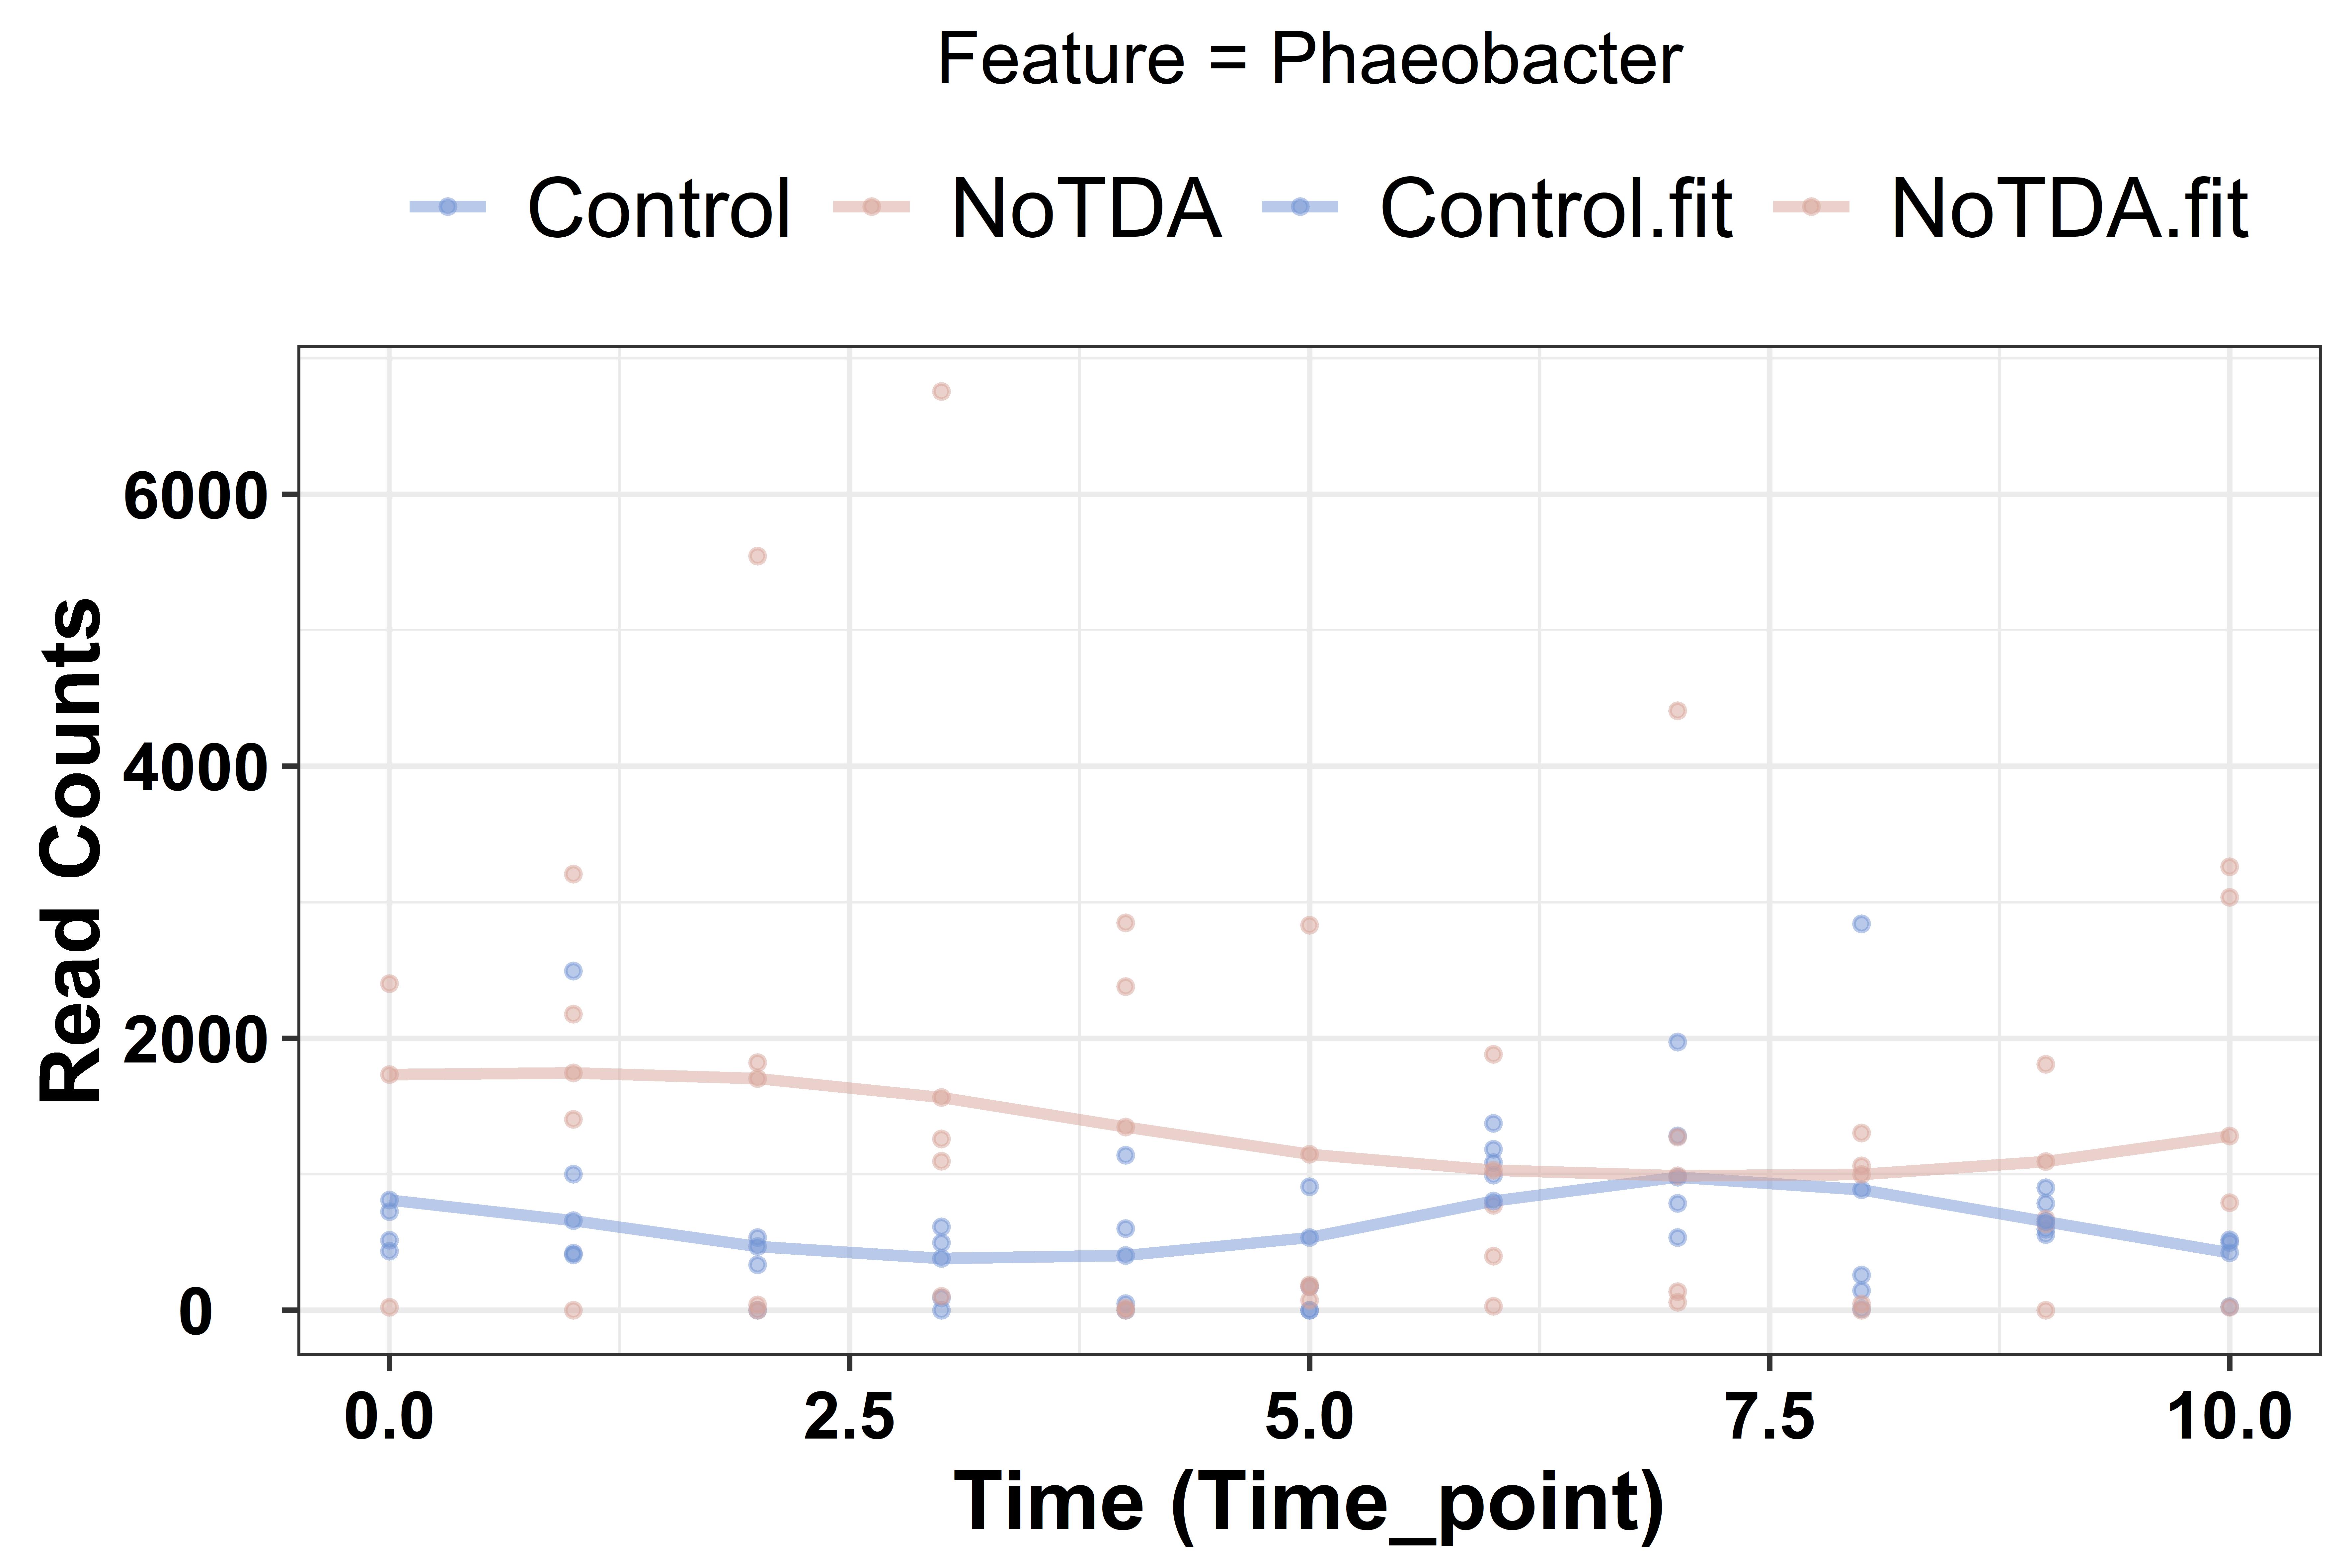 Feature = Phaeobacter
Control NoTDA Control.fit NoTDA.fit
Read Counts
6000
4000
2000
0
0.0 2.5 5.0 7.5 10.0
Time (Time_point)